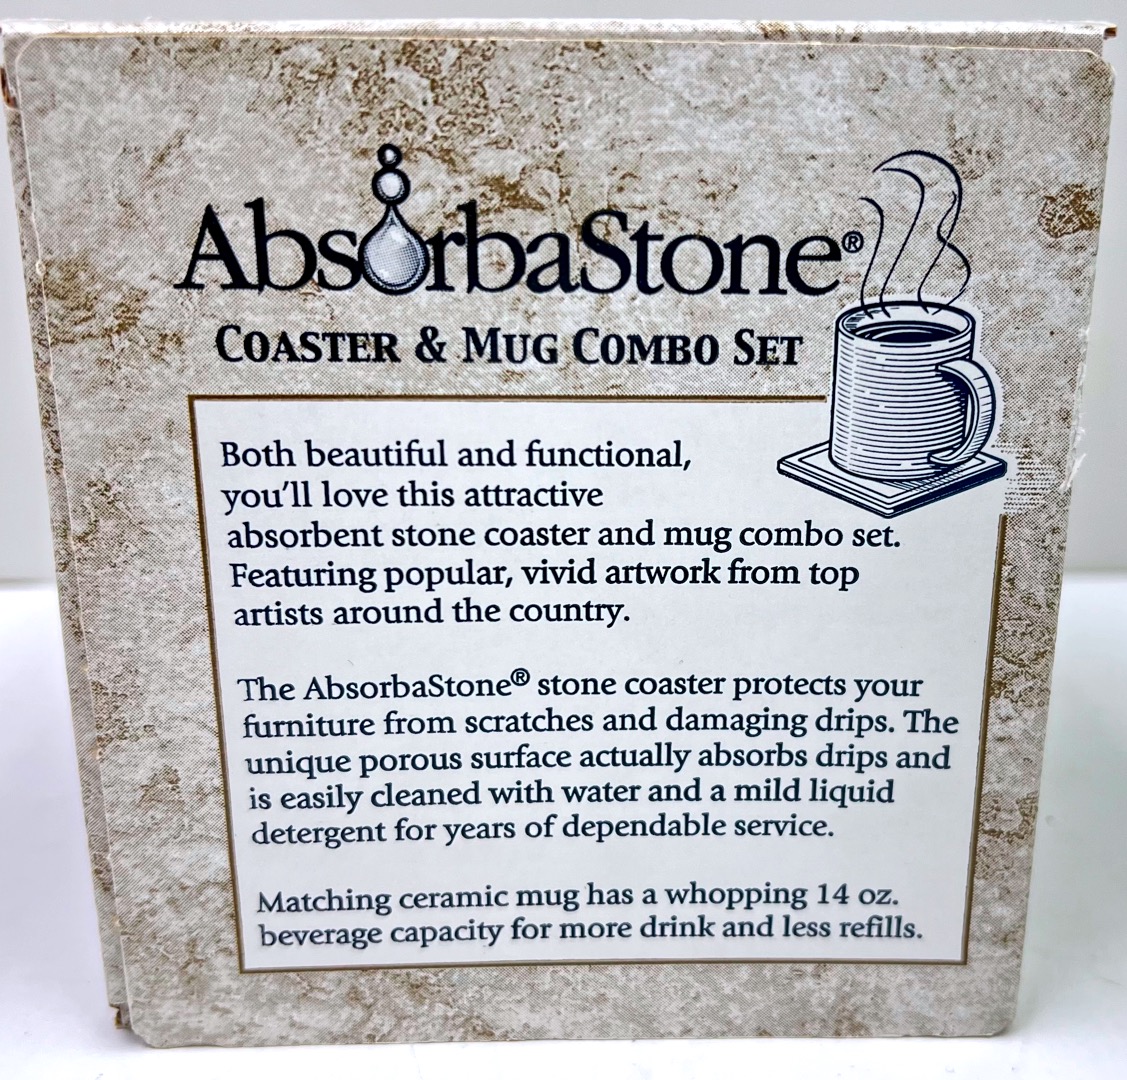 AbsorbaStone®
COASTER & MUG COMBO SET
Both beautiful and functional,
you'll love this attractive
absorbent stone coaster and mug combo set.
Featuring popular, vivid artwork from top
artists around the country.
The AbsorbaStone® stone coaster protects your
furniture from scratches and damaging drips. The
unique porous surface actually absorbs drips and
is easily cleaned with water and a mild liquid
detergent for years of dependable service.
Matching ceramic mug has a whopping 14 oz.
beverage capacity for more drink and less refills.